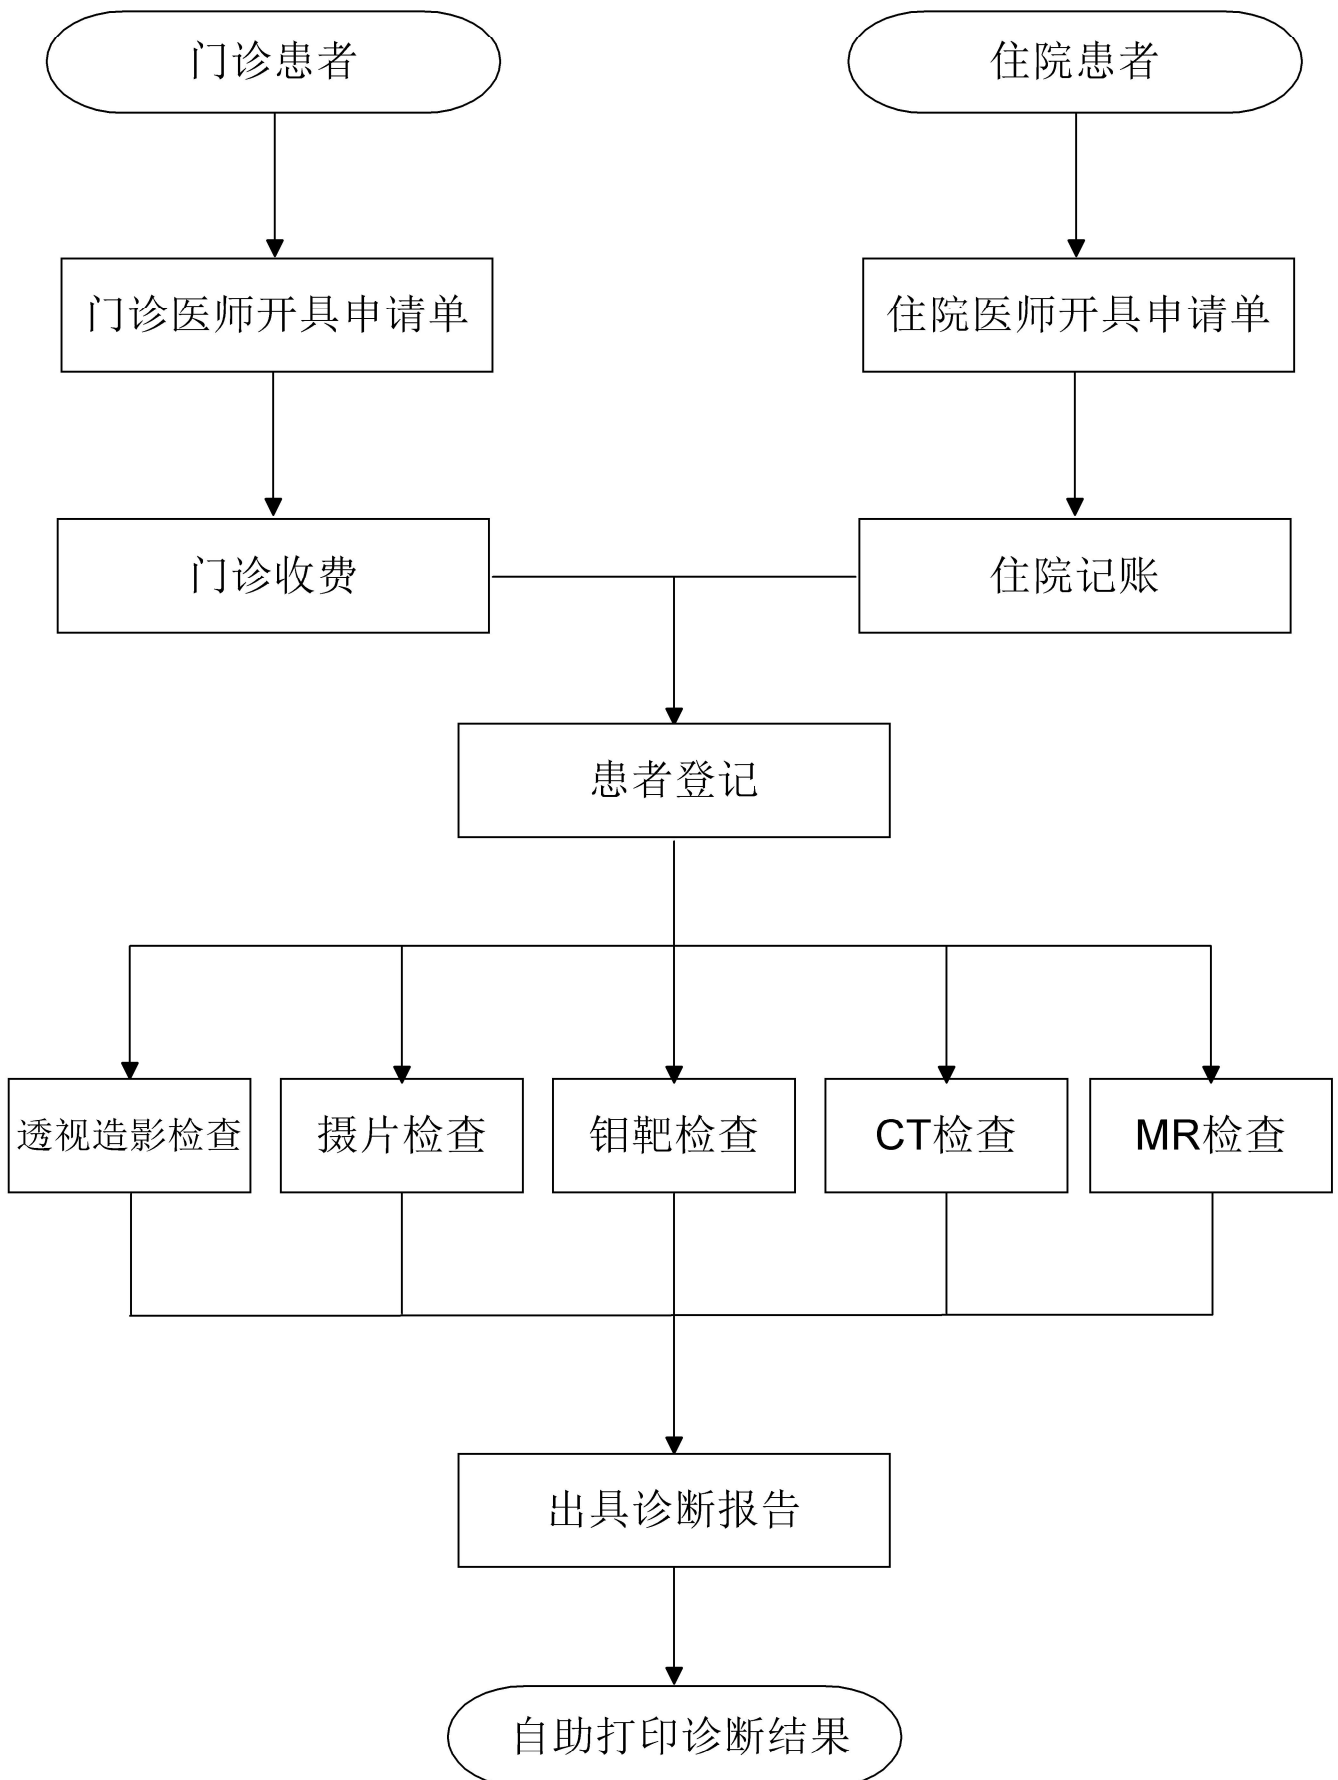 门诊患者
住院患者
门诊医师开具申请单
住院医师开具申请单
门诊收费
住院记账
患者登记
透视造影检查
摄片检查
钼靶检查
CT检查
MR检查
出具诊断报告
自助打印诊断结果